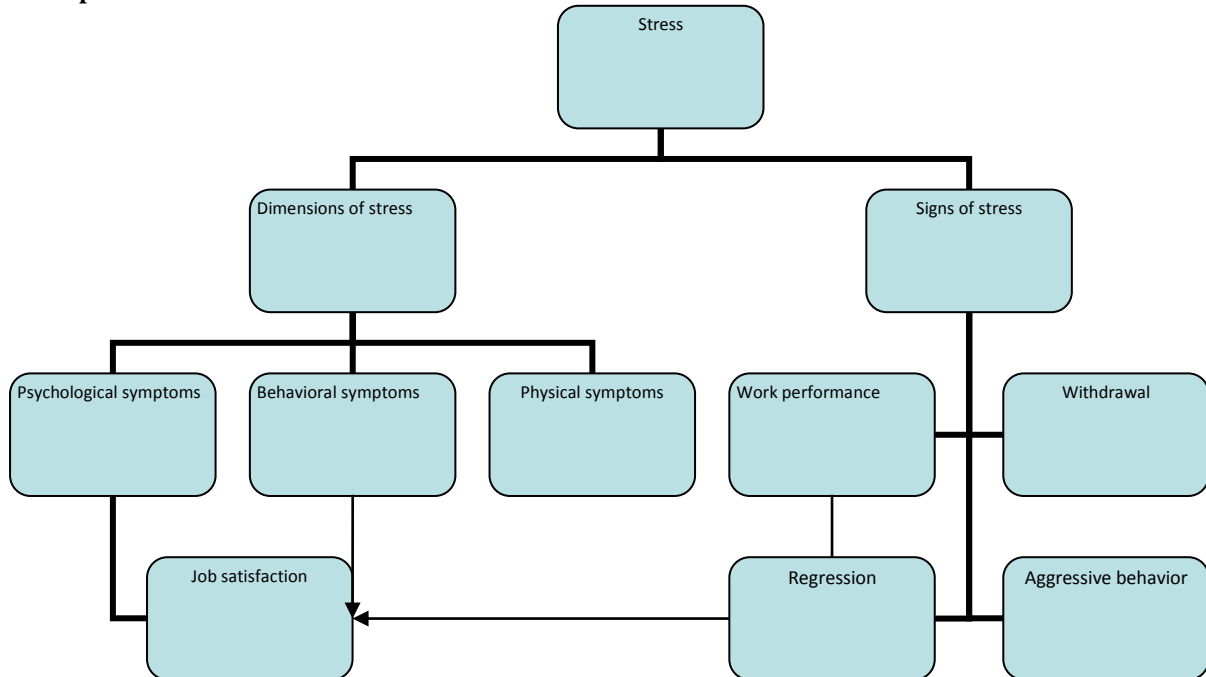 Stress
Dimensions of stress
Signs of stress
Psychological symptoms
Behavioral symptoms
Physical symptoms
Work performance
Withdrawal
Job satisfaction
Regression
Aggressive behavior